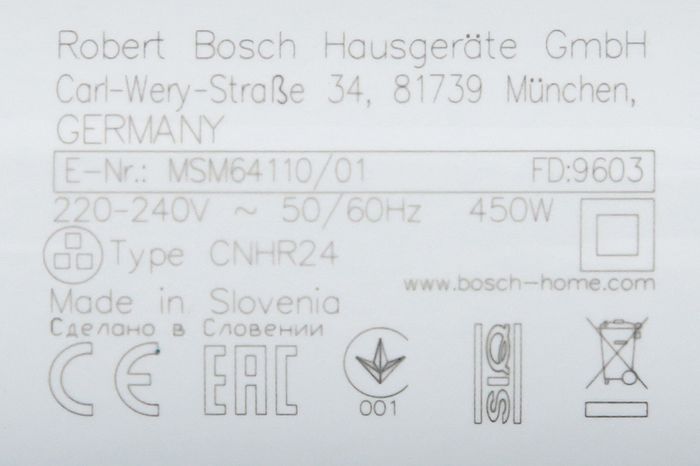 Robert Bosch Hausgeräte GmbH
Carl-Wery-Straße 34, 81739 München,
GERMANY
E-Nr.: MSM64110/01 FD:9603
220-240V ~ 50/60Hz 450W
Type CNHR24
www.bosch-home.com
Made in Slovenia
Сделано в Словении
CE EAC 001 SIQ